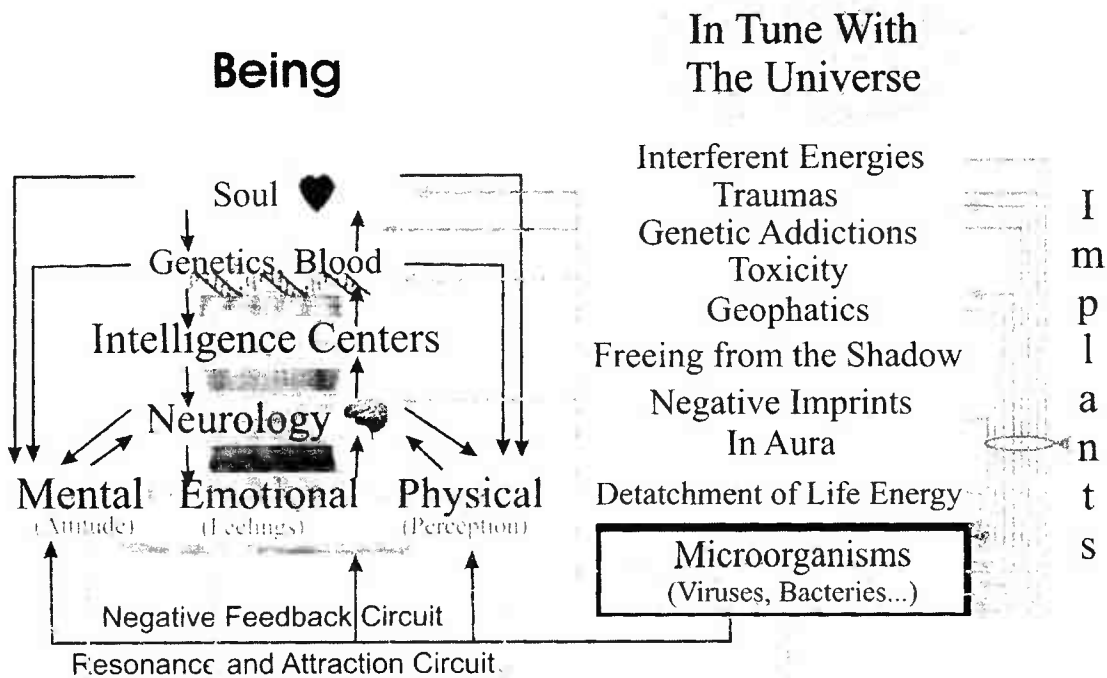 Being
In Tune With
The Universe
Soul
Genetics, Blood
Intelligence Centers
Neurology
Mental Emotional Physical
(Attitude) (Feelings) (Perception)
Negative Feedback Circuit
Resonance and Attraction Circuit
Interferent Energies
Traumas
Genetic Addictions
Toxicity
Geophatics
Freeing from the Shadow
Negative Imprints
In Aura
Detatchment of Life Energy
Microorganisms
(Viruses, Bacteries...)
Implants